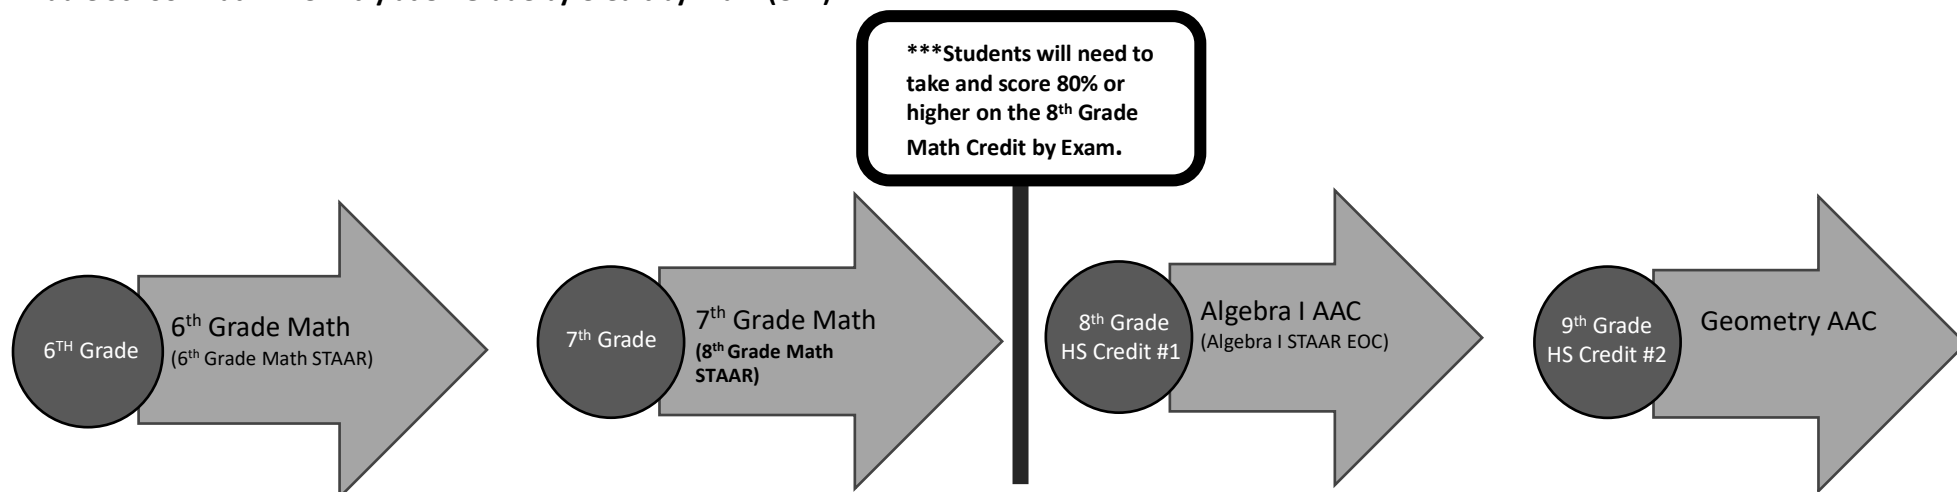 ***Students will need to
take and score 80% or
higher on the 8th Grade
Math Credit by Exam.
6TH Grade
6th Grade Math
(6th Grade Math STAAR)
7th Grade
7th Grade Math
(8th Grade Math
STAAR)
8th Grade
HS Credit #1
Algebra I AAC
(Algebra I STAAR EOC)
9th Grade
HS Credit #2
Geometry AAC